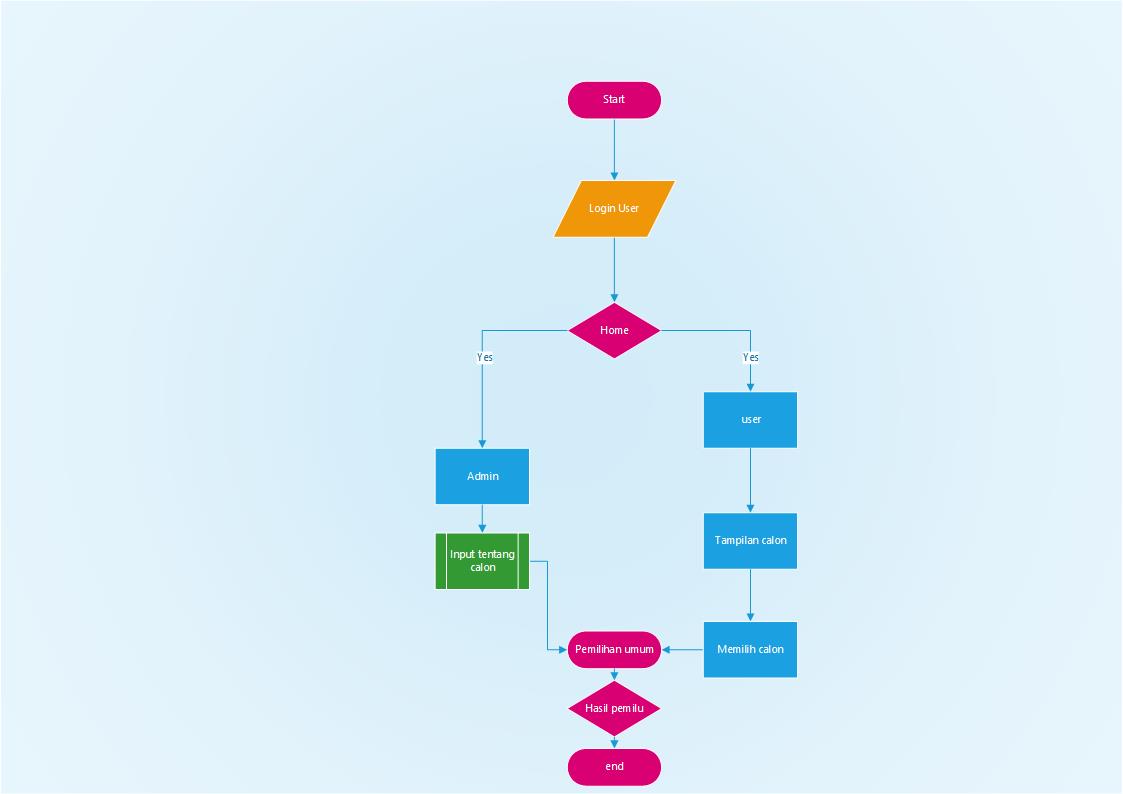 Start
Login User
Home
Yes
Yes
user
Admin
Tampilan calon
Input tentang
calon
Pemilihan umum
Memilih calon
Hasil pemilu
end